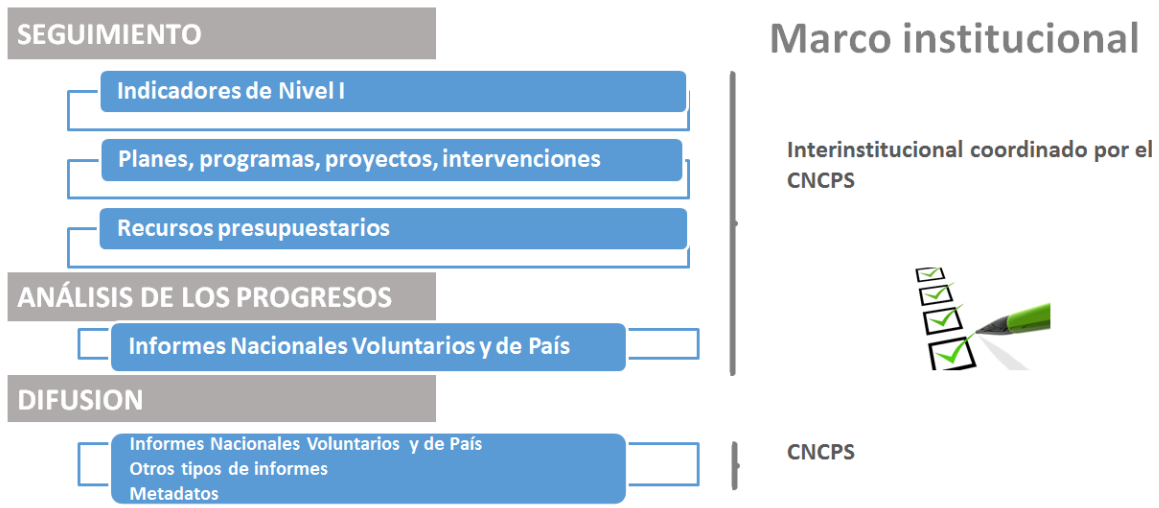 SEGUIMIENTO
Marco institucional
Indicadores de Nivel I
Planes, programas, proyectos, intervenciones
Interinstitucional coordinado por el
CNCPS
Recursos presupuestarios
ANÁLISIS DE LOS PROGRESOS
Informes Nacionales Voluntarios y de País
DIFUSION
Informes Nacionales Voluntarios y de País
Otros tipos de informes
Metadatos
CNCPS